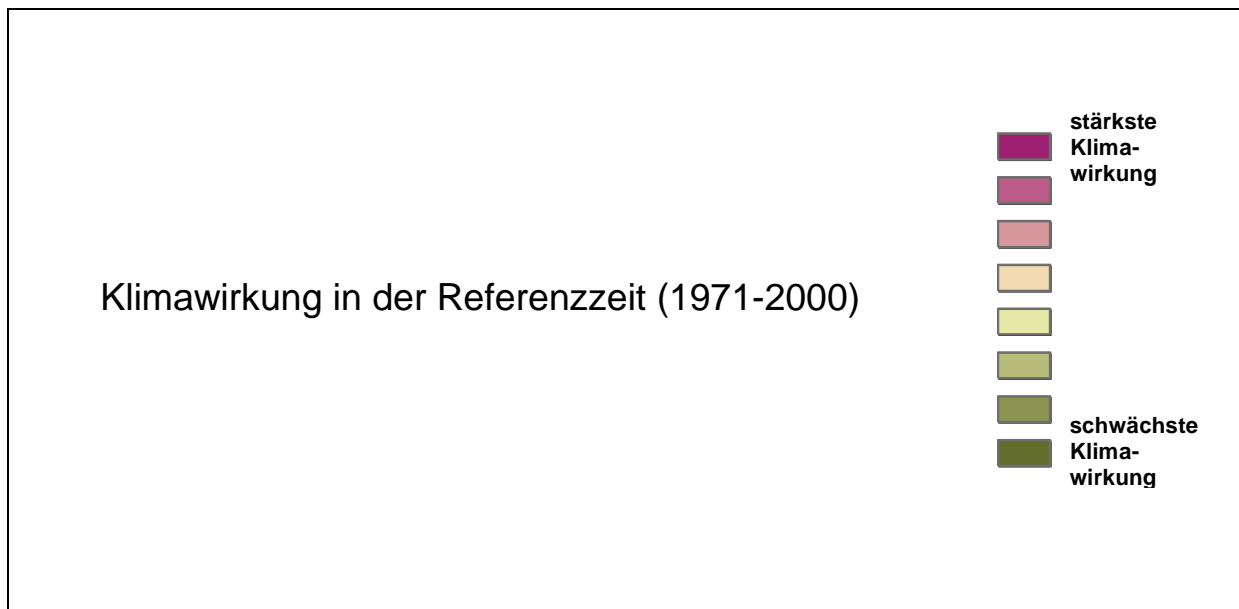 Klimawirkung in der Referenzzeit (1971-2000)
stärkste
Klima-
wirkung
schwächste
Klima-
wirkung